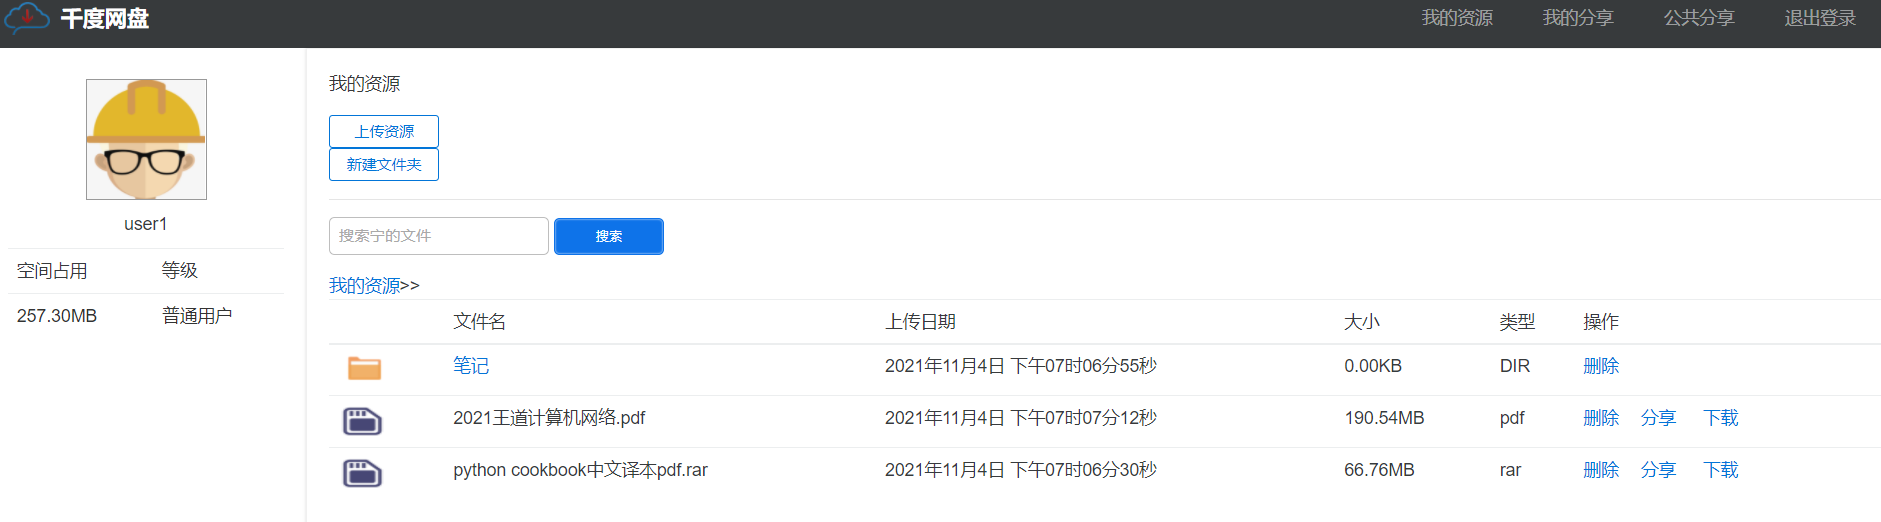 千度网盘 我的资源 我的分享 公共分享 退出登录
user1
空间占用 等级
257.30MB 普通用户
我的资源
上传资源
新建文件夹
搜索宁的文件 搜索
我的资源>>
文件名 上传日期 大小 类型 操作
笔记 2021年11月4日 下午07时06分55秒 0.00KB DIR 删除
2021王道计算机网络.pdf 2021年11月4日 下午07时07分12秒 190.54MB pdf 删除 分享 下载
python cookbook中文译本pdf.rar 2021年11月4日 下午07时06分30秒 66.76MB rar 删除 分享 下载